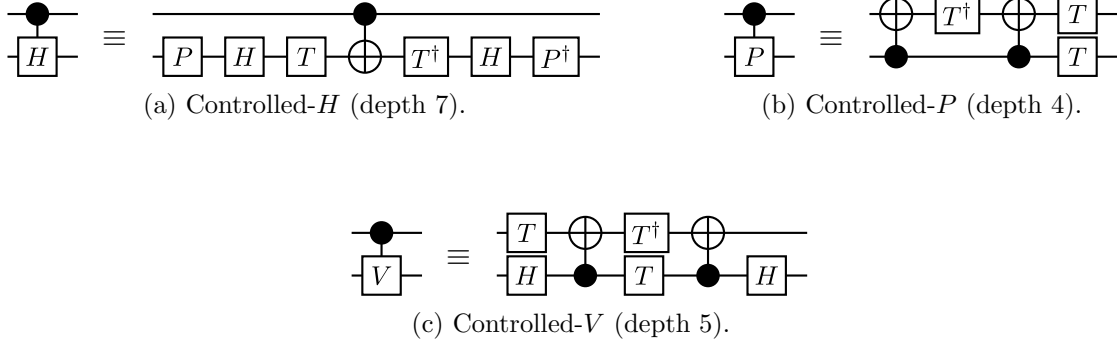 H ≡ P H T T† H P†
(a) Controlled-H (depth 7).
P ≡ T† T T
(b) Controlled-P (depth 4).
V ≡ T T† H T H
(c) Controlled-V (depth 5).